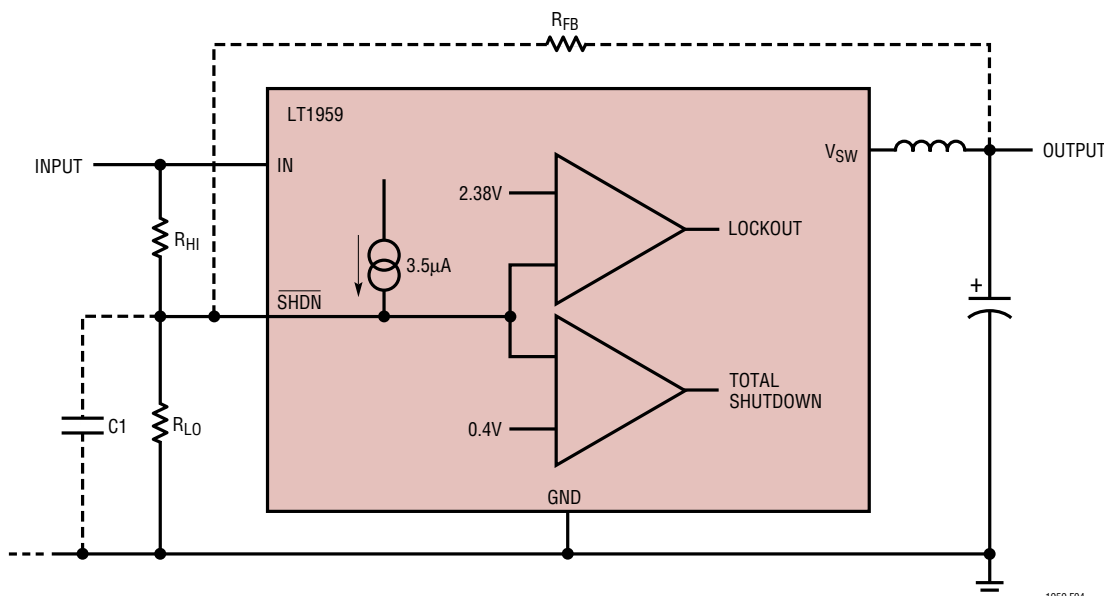 RFB
LT1959
INPUT
IN
VSW
OUTPUT
2.38V
LOCKOUT
RHI
3.5µA
SHDN
+
TOTAL
SHUTDOWN
C1
RLO
0.4V
GND